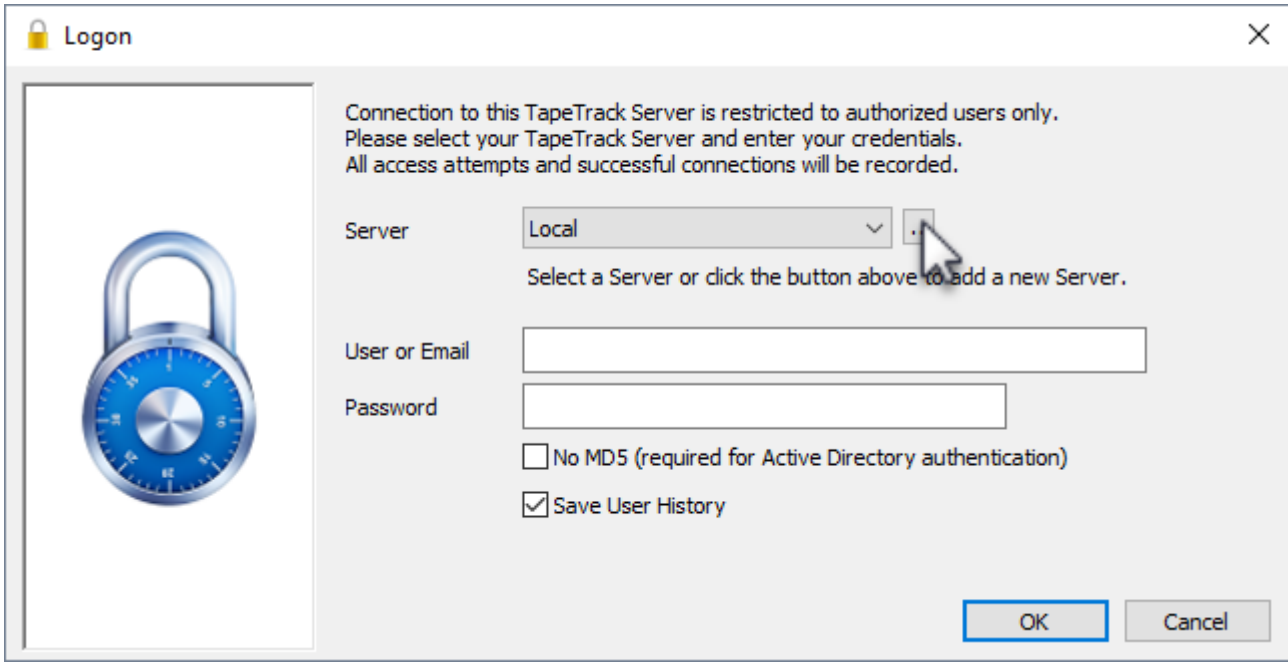 Logon
Connection to this TapeTrack Server is restricted to authorized users only.
Please select your TapeTrack Server and enter your credentials.
All access attempts and successful connections will be recorded.
Server
Local
Select a Server or click the button above to add a new Server.
User or Email
Password
No MD5 (required for Active Directory authentication)
Save User History
OK
Cancel